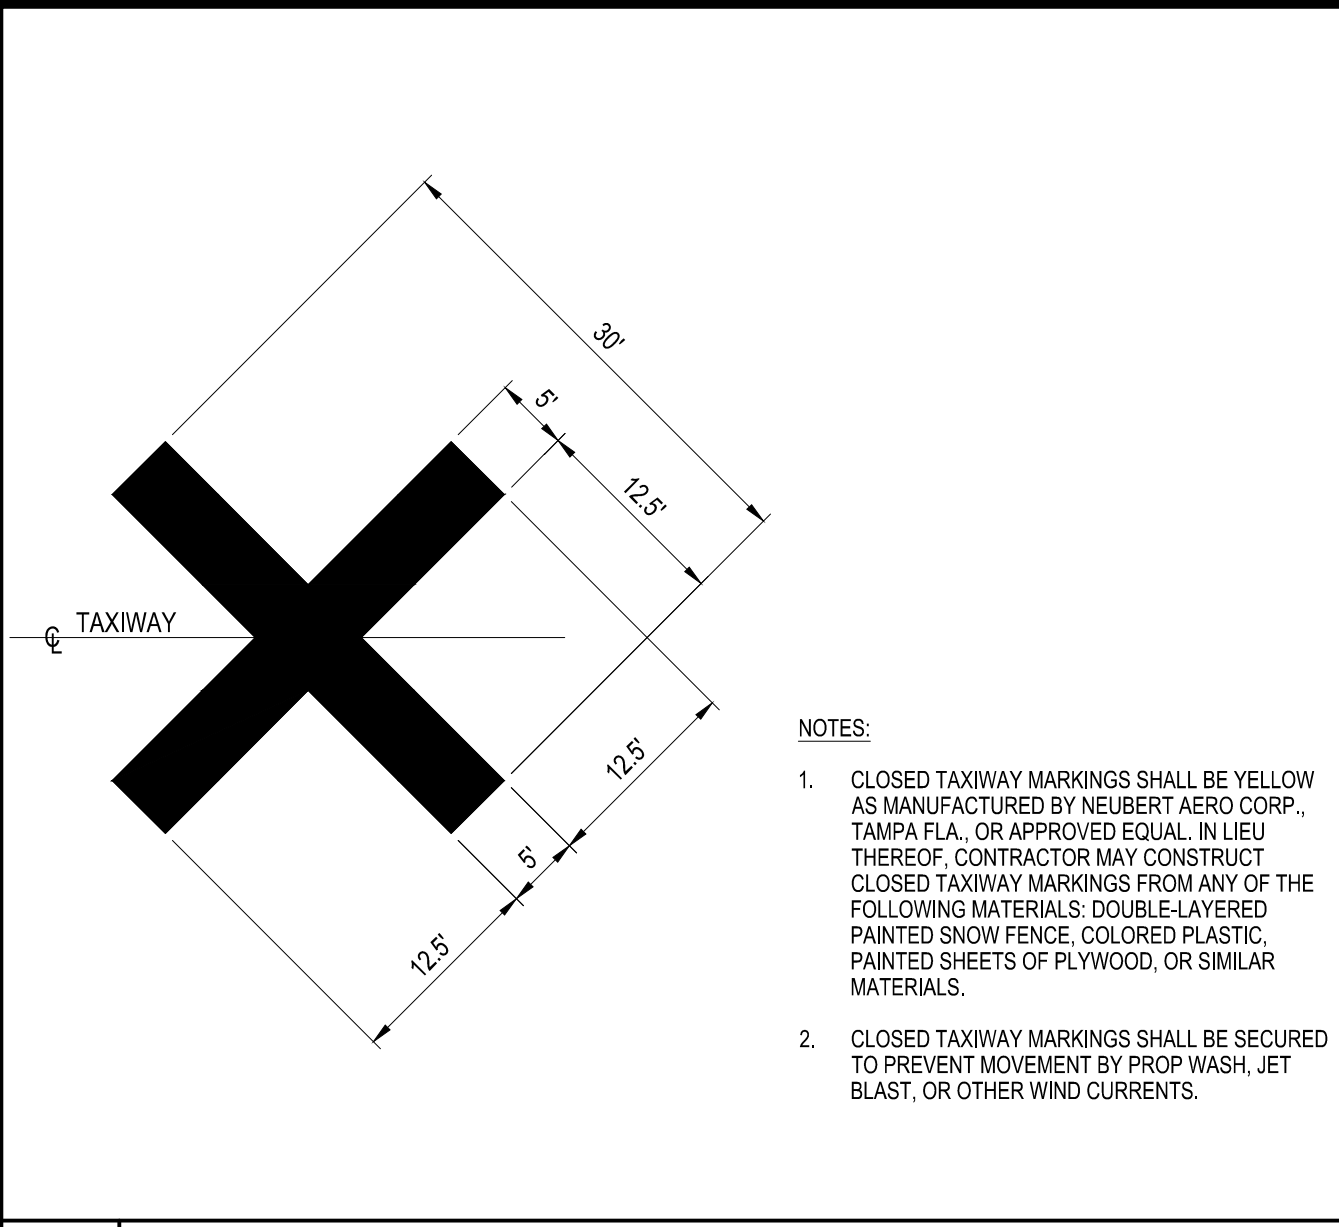 30'
5'
12.5'
℄ TAXIWAY
12.5'
5'
12.5'
NOTES:
1. CLOSED TAXIWAY MARKINGS SHALL BE YELLOW
AS MANUFACTURED BY NEUBERT AERO CORP.,
TAMPA FLA., OR APPROVED EQUAL. IN LIEU
THEREOF, CONTRACTOR MAY CONSTRUCT
CLOSED TAXIWAY MARKINGS FROM ANY OF THE
FOLLOWING MATERIALS: DOUBLE-LAYERED
PAINTED SNOW FENCE, COLORED PLASTIC,
PAINTED SHEETS OF PLYWOOD, OR SIMILAR
MATERIALS.
2. CLOSED TAXIWAY MARKINGS SHALL BE SECURED
TO PREVENT MOVEMENT BY PROP WASH, JET
BLAST, OR OTHER WIND CURRENTS.